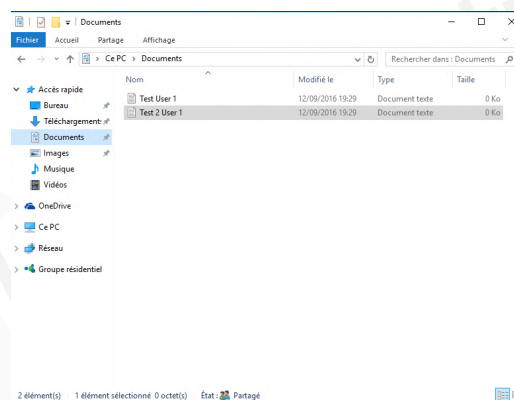 Documents
Fichier Accueil Partage Affichage
Ce PC > Documents Rechercher dans : Documents
Nom Modifié le Type Taille
Accès rapide
Test User 1 12/09/2016 19:29 Document texte 0 Ko
Bureau
Test 2 User 1 12/09/2016 19:29 Document texte 0 Ko
Téléchargements
Documents
Images
Musique
Vidéos
OneDrive
Ce PC
Réseau
Groupe résidentiel
2 élément(s) 1 élément sélectionné 0 octet(s) État : Partagé